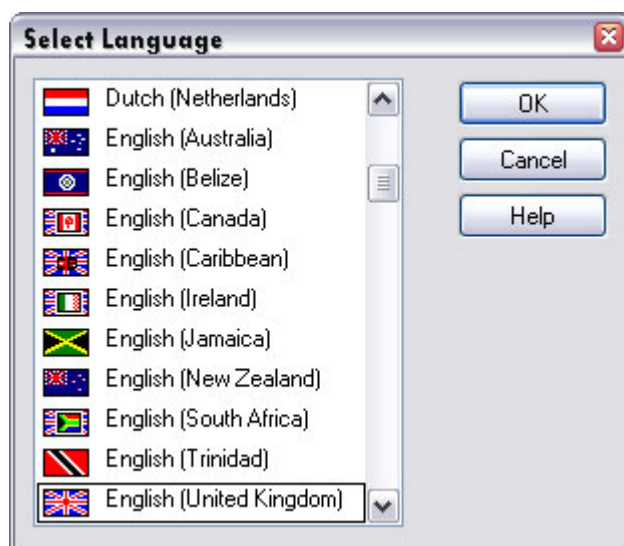 Select Language
Dutch (Netherlands)
English (Australia)
English (Belize)
English (Canada)
English (Caribbean)
English (Ireland)
English (Jamaica)
English (New Zealand)
English (South Africa)
English (Trinidad)
English (United Kingdom)
OK
Cancel
Help